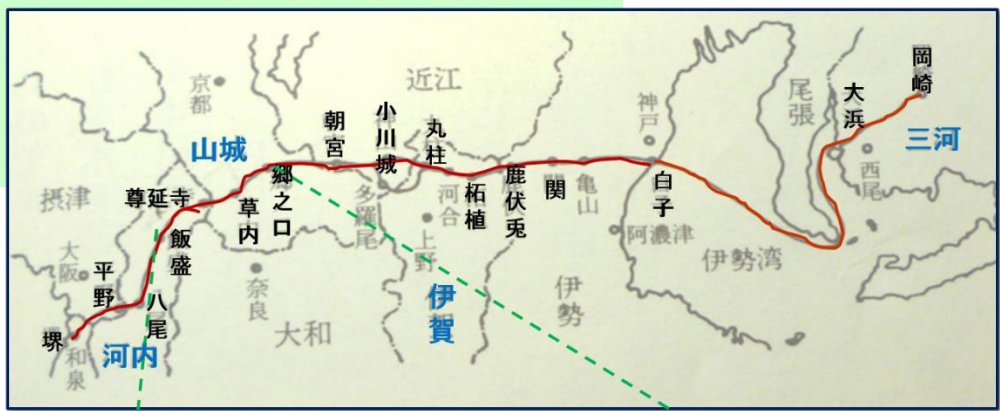 岡崎
大浜
三河
尾張
西尾
近江
神戸
京都
小川城
朝宮
丸柱
山城
白子
鹿伏兎
関
亀山
柘植
河合
多羅尾
郷之口
摂津
尊延寺
草内
飯盛
上野
阿濃津
伊勢湾
大阪
平野
奈良
伊賀
伊勢
八尾
大和
堺
河内
和泉